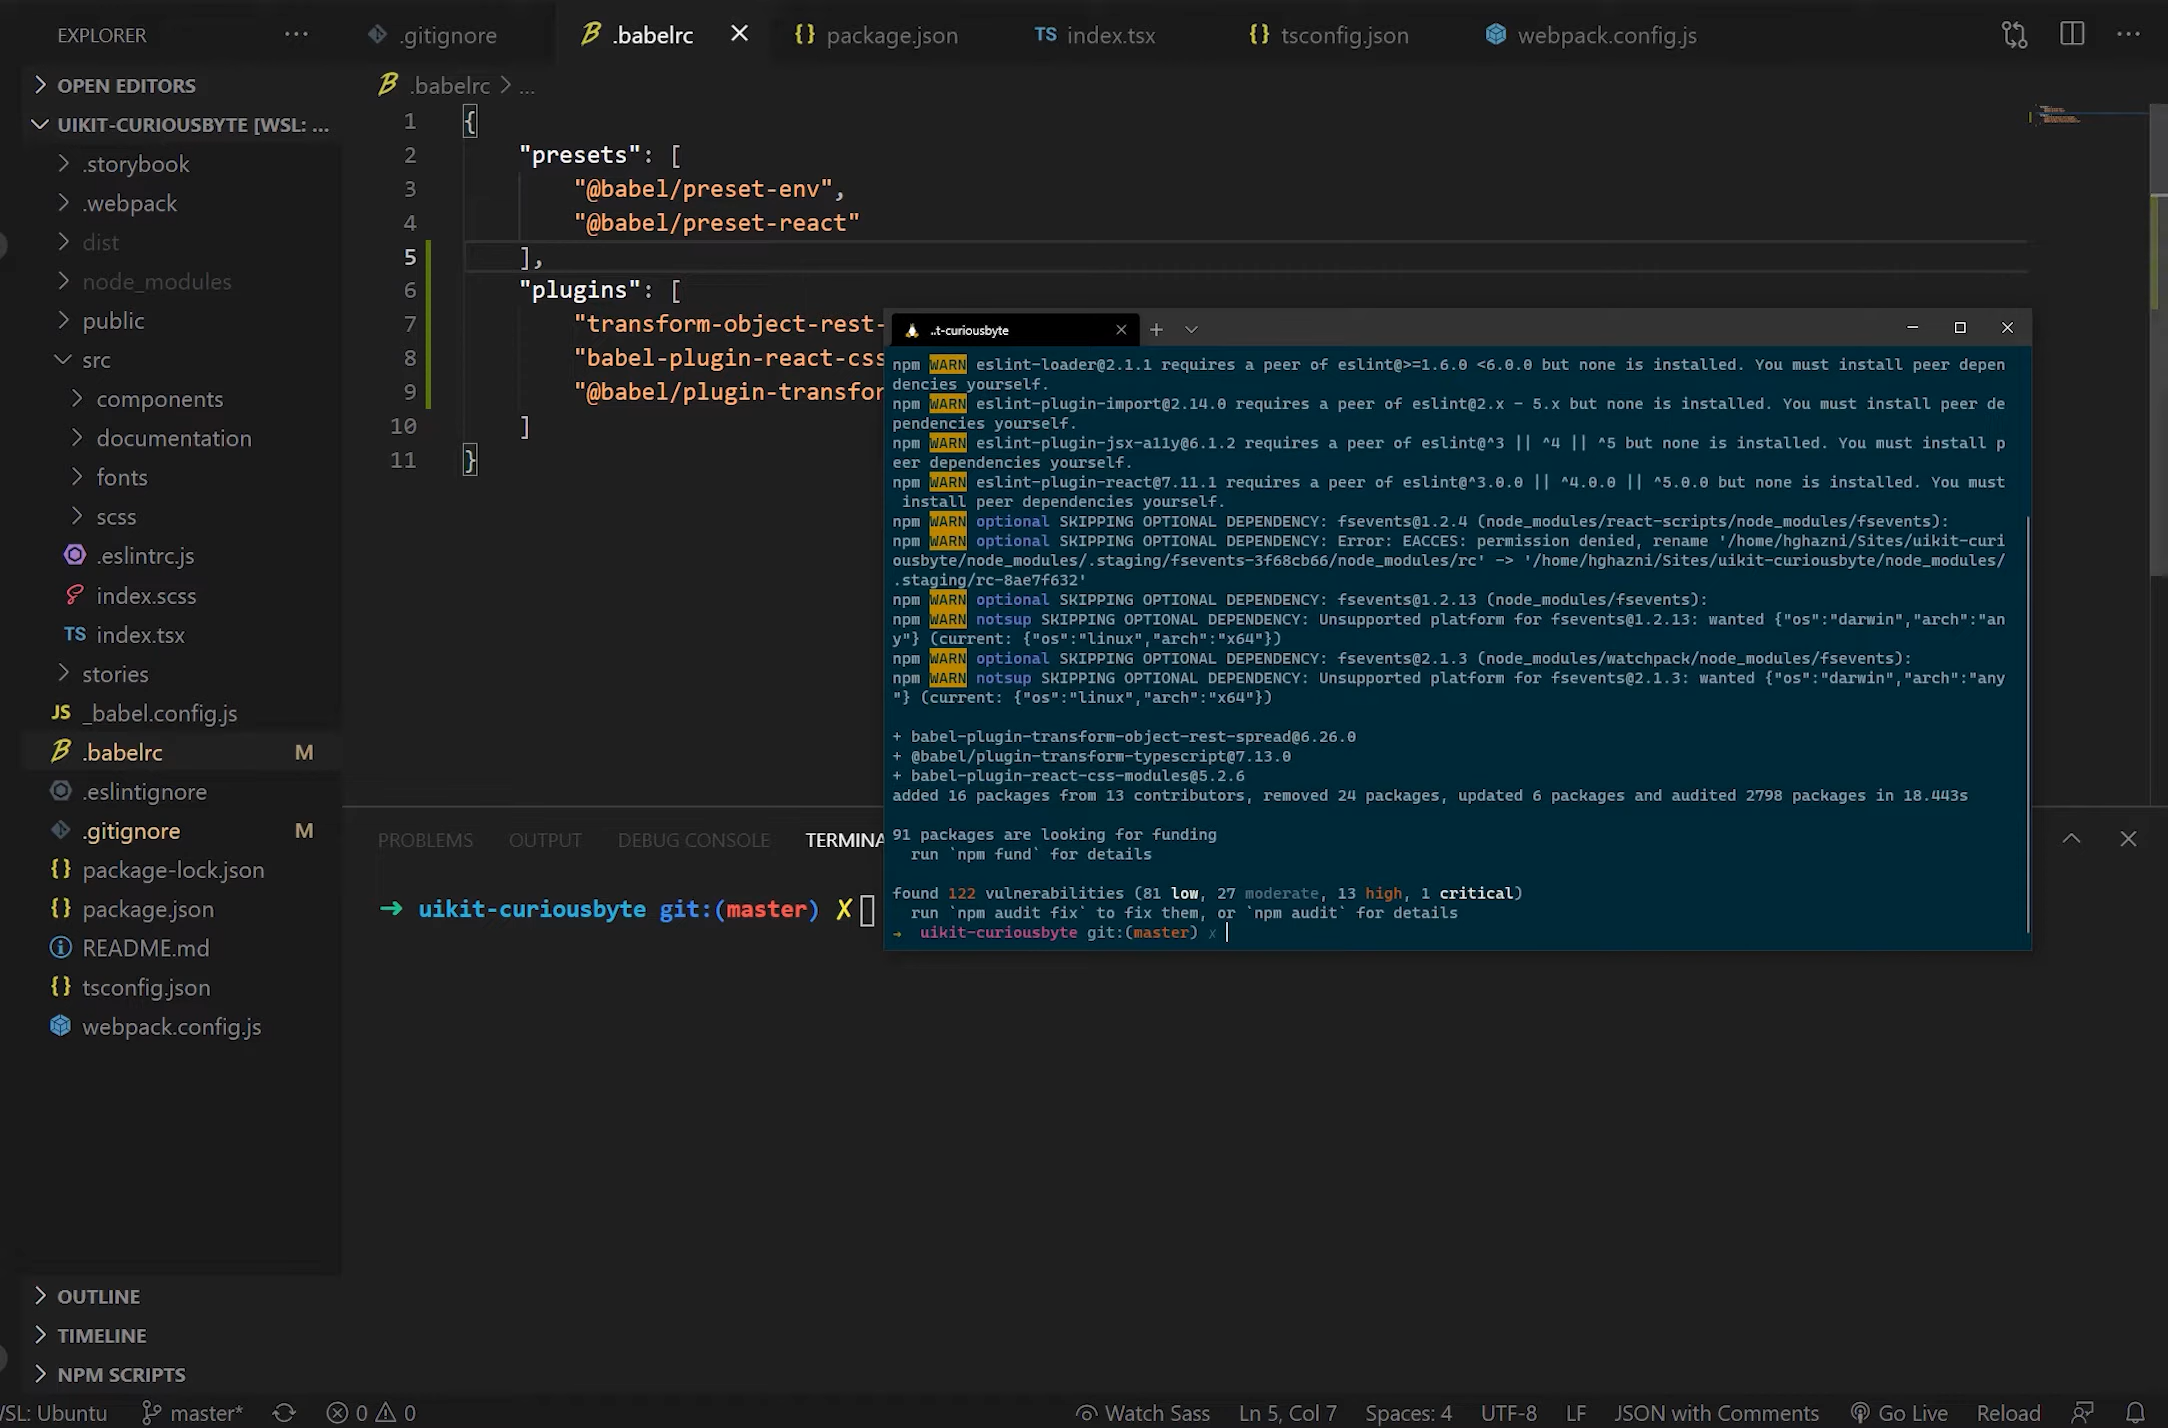 EXPLORER
.gitignore
.babelrc
package.json
TS index.tsx
tsconfig.json
webpack.config.js
OPEN EDITORS
UIKIT-CURIOUSBYTE [WSL: ...
.storybook
.webpack
dist
node_modules
public
src
components
documentation
fonts
scss
.eslintrc.js
index.scss
TS index.tsx
stories
JS _babel.config.js
.babelrc M
.eslintignore
.gitignore M
{} package-lock.json
{} package.json
README.md
{} tsconfig.json
webpack.config.js
OUTLINE
TIMELINE
NPM SCRIPTS
.babelrc > ...
1 {
2 "presets": [
3 "@babel/preset-env",
4 "@babel/preset-react"
5 ],
6 "plugins": [
7 "transform-object-rest-
8 "babel-plugin-react-css
9 "@babel/plugin-transfor
10 ]
11 }
..t-curiousbyte
npm WARN eslint-loader@2.1.1 requires a peer of eslint@>=1.6.0 <6.0.0 but none is installed. You must install peer depen
dencies yourself.
npm WARN eslint-plugin-import@2.14.0 requires a peer of eslint@2.x - 5.x but none is installed. You must install peer de
pendencies yourself.
npm WARN eslint-plugin-jsx-a11y@6.1.2 requires a peer of eslint@^3 || ^4 || ^5 but none is installed. You must install p
eer dependencies yourself.
npm WARN eslint-plugin-react@7.11.1 requires a peer of eslint@^3.0.0 || ^4.0.0 || ^5.0.0 but none is installed. You must
install peer dependencies yourself.
npm WARN optional SKIPPING OPTIONAL DEPENDENCY: fsevents@1.2.4 (node_modules/react-scripts/node_modules/fsevents):
npm WARN optional SKIPPING OPTIONAL DEPENDENCY: Error: EACCES: permission denied, rename '/home/hghazni/Sites/uikit-curi
ousbyte/node_modules/.staging/fsevents-3f68cb66/node_modules/rc' -> '/home/hghazni/Sites/uikit-curiousbyte/node_modules/
.staging/rc-8ae7f632'
npm WARN optional SKIPPING OPTIONAL DEPENDENCY: fsevents@1.2.13 (node_modules/fsevents):
npm WARN notsup SKIPPING OPTIONAL DEPENDENCY: Unsupported platform for fsevents@1.2.13: wanted {"os":"darwin","arch":"an
y"} (current: {"os":"linux","arch":"x64"})
npm WARN optional SKIPPING OPTIONAL DEPENDENCY: fsevents@2.1.3 (node_modules/watchpack/node_modules/fsevents):
npm WARN notsup SKIPPING OPTIONAL DEPENDENCY: Unsupported platform for fsevents@2.1.3: wanted {"os":"darwin","arch":"any
"} (current: {"os":"linux","arch":"x64"})
+ babel-plugin-transform-object-rest-spread@6.26.0
+ @babel/plugin-transform-typescript@7.13.0
+ babel-plugin-react-css-modules@5.2.6
added 16 packages from 13 contributors, removed 24 packages, updated 6 packages and audited 2798 packages in 18.443s
91 packages are looking for funding
run `npm fund` for details
found 122 vulnerabilities (81 low, 27 moderate, 13 high, 1 critical)
run `npm audit fix` to fix them, or `npm audit` for details
→ uikit-curiousbyte git:(master) ✗
PROBLEMS OUTPUT DEBUG CONSOLE TERMINA
→ uikit-curiousbyte git:(master) ✗
WSL: Ubuntu master* 0 0 Watch Sass Ln 5, Col 7 Spaces: 4 UTF-8 LF JSON with Comments Go Live Reload